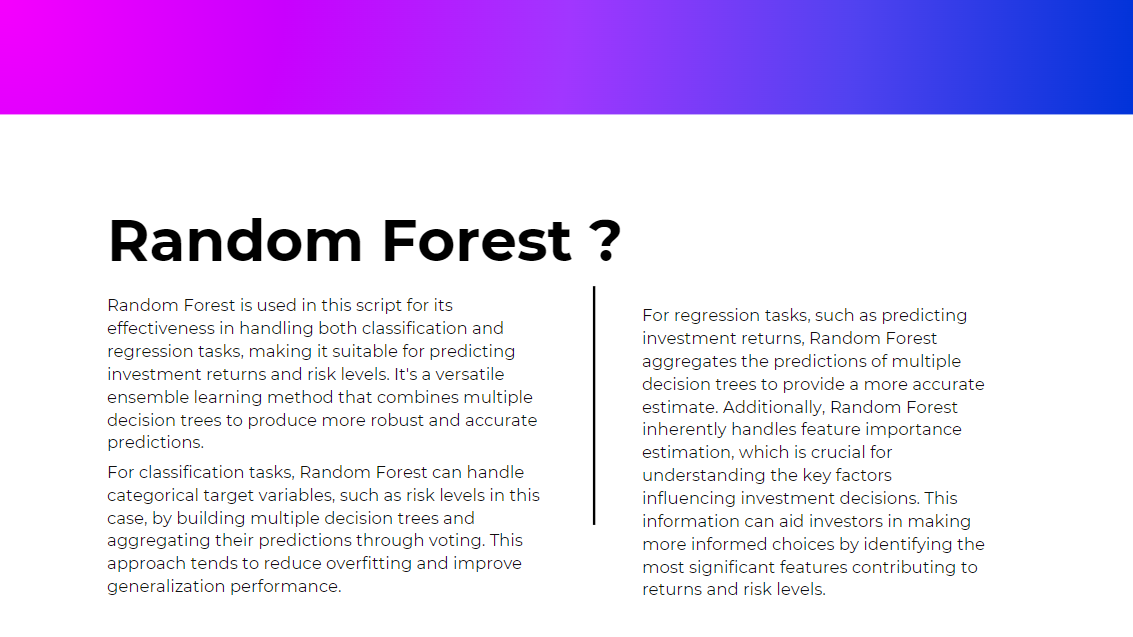 Random Forest ?
Random Forest is used in this script for its
effectiveness in handling both classification and
regression tasks, making it suitable for predicting
investment returns and risk levels. It's a versatile
ensemble learning method that combines multiple
decision trees to produce more robust and accurate
predictions.
For classification tasks, Random Forest can handle
categorical target variables, such as risk levels in this
case, by building multiple decision trees and
aggregating their predictions through voting. This
approach tends to reduce overfitting and improve
generalization performance.
For regression tasks, such as predicting
investment returns, Random Forest
aggregates the predictions of multiple
decision trees to provide a more accurate
estimate. Additionally, Random Forest
inherently handles feature importance
estimation, which is crucial for
understanding the key factors
influencing investment decisions. This
information can aid investors in making
more informed choices by identifying the
most significant features contributing to
returns and risk levels.